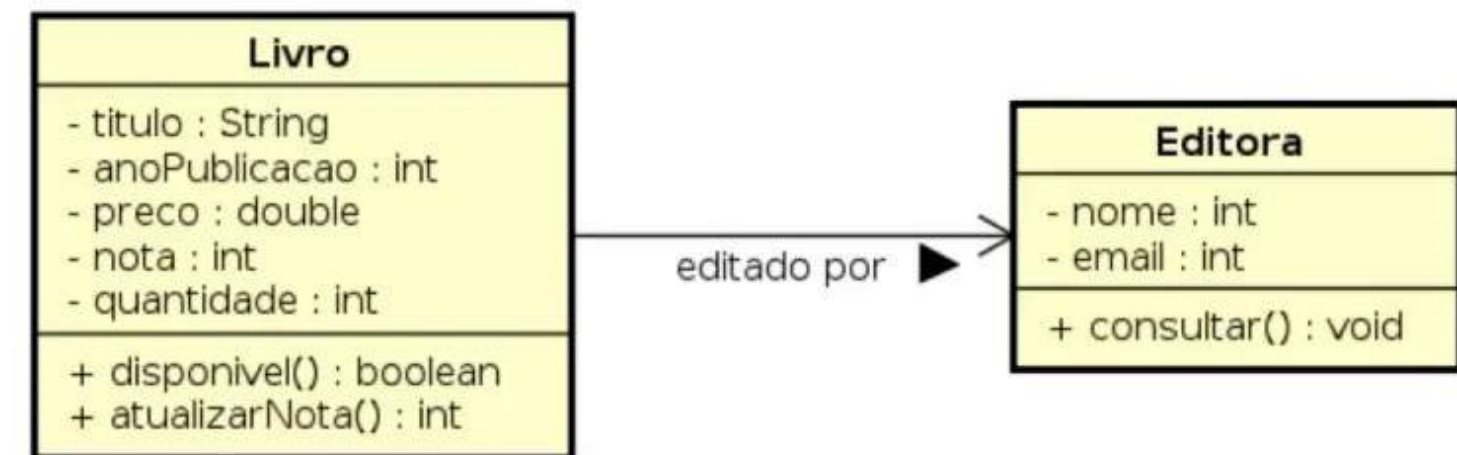 Livro
- titulo : String
- anoPublicacao : int
- preco : double
- nota : int
- quantidade : int
+ disponivel() : boolean
+ atualizarNota() : int
editado por
Editora
- nome : int
- email : int
+ consultar() : void